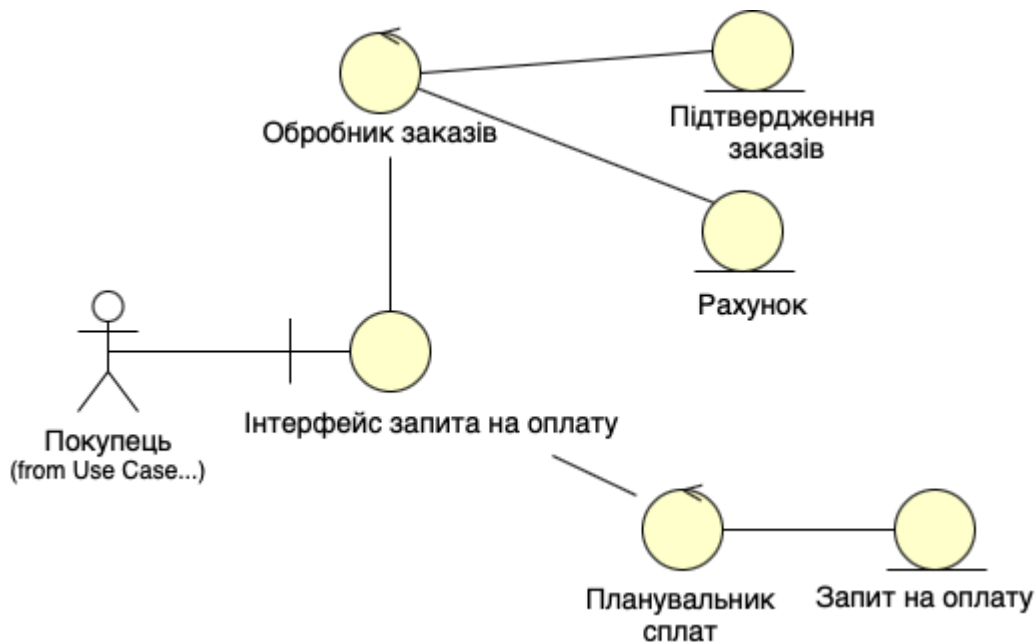 Обробник заказів
Підтвердження
заказів
Рахунок
Покупець
(from Use Case...)
Інтерфейс запита на оплату
Планувальник
сплат
Запит на оплату